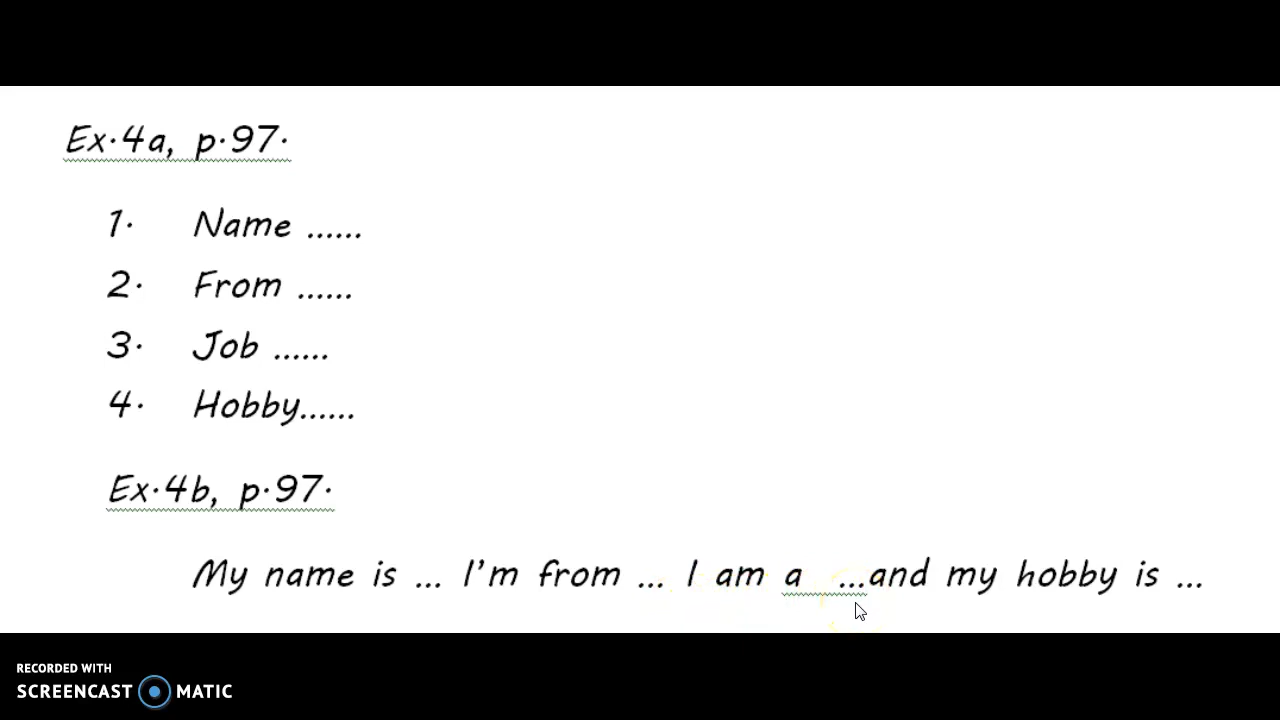 Ex.4a, p.97.
1. Name ......
2. From ......
3. Job ......
4. Hobby......
Ex.4b, p.97.
My name is ... I'm from ... I am a ...and my hobby is ...
RECORDED WITH
SCREENCAST MATIC